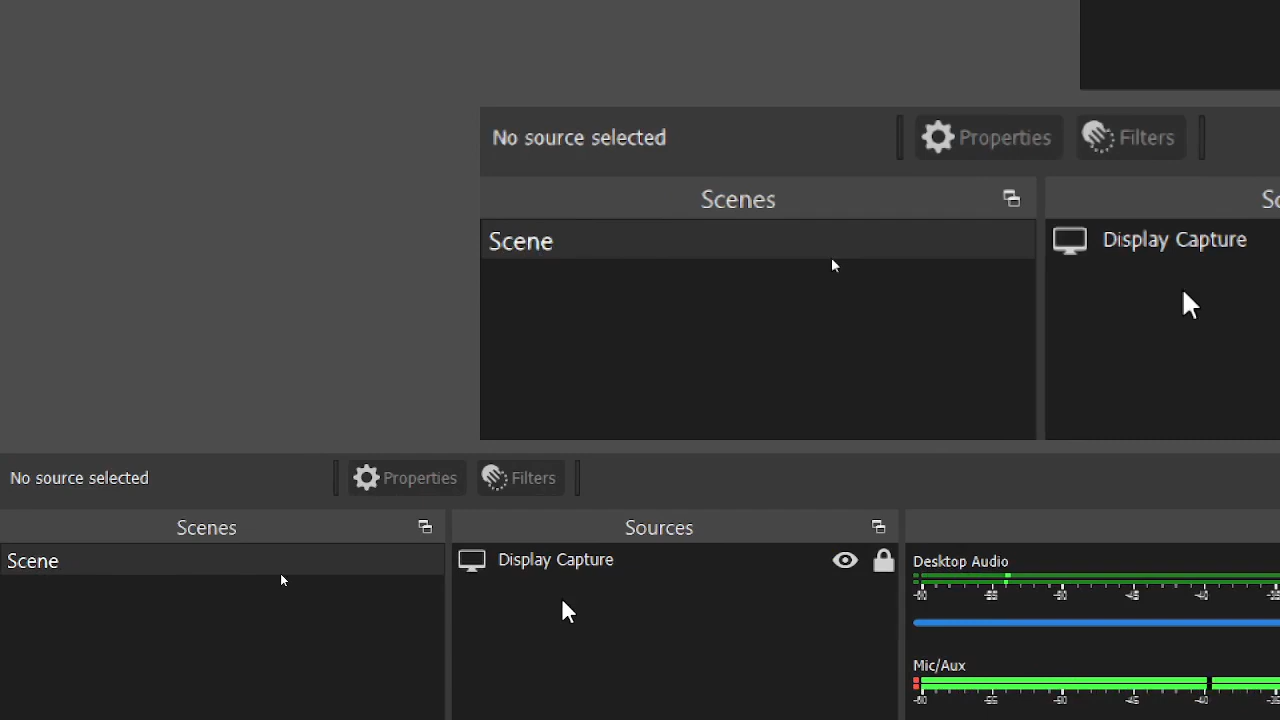 No source selected
Properties
Filters
Scenes
Scene
Display Capture
No source selected
Properties
Filters
Scenes
Sources
Scene
Display Capture
Desktop Audio
Mic/Aux